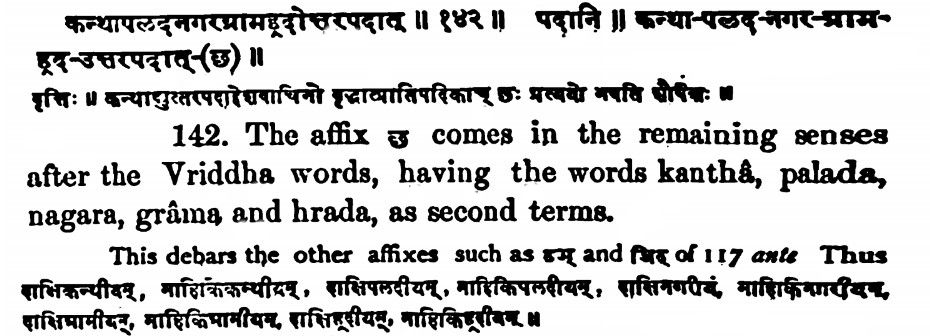 कन्थापलदनगरग्रामह्रदोत्तरपदात् ॥ १४२ ॥ पदानि ॥ कन्था-पलद-नगर-ग्राम-
ह्रद-उत्तरपदात्-(छ) ॥
वृत्तिः ॥ कन्थाद्युत्तरपदाद्देशवाचिनो वृद्धात्प्रातिपदिकाच् छः प्रत्ययो भवति शैषिकः ॥
142. The affix छ comes in the remaining senses
after the Vriddha words, having the words kanthâ, palada,
nagara, grâma and hrada, as second terms.
This debars the other affixes such as ठञ् and ञिठ् of 117 ante Thus
दाक्षिकन्थीयम्, माहिकिकन्थीयम्, दाक्षिपलदीयम्, माहिकिपलदीयम्, दाक्षिनगरीयं, माहिकिनगरीयम्,
दाक्षिग्रामीयम्, माहिकिग्रामीयम्, दाक्षिह्रदीयम्, माहिकिह्रदीयम् ॥